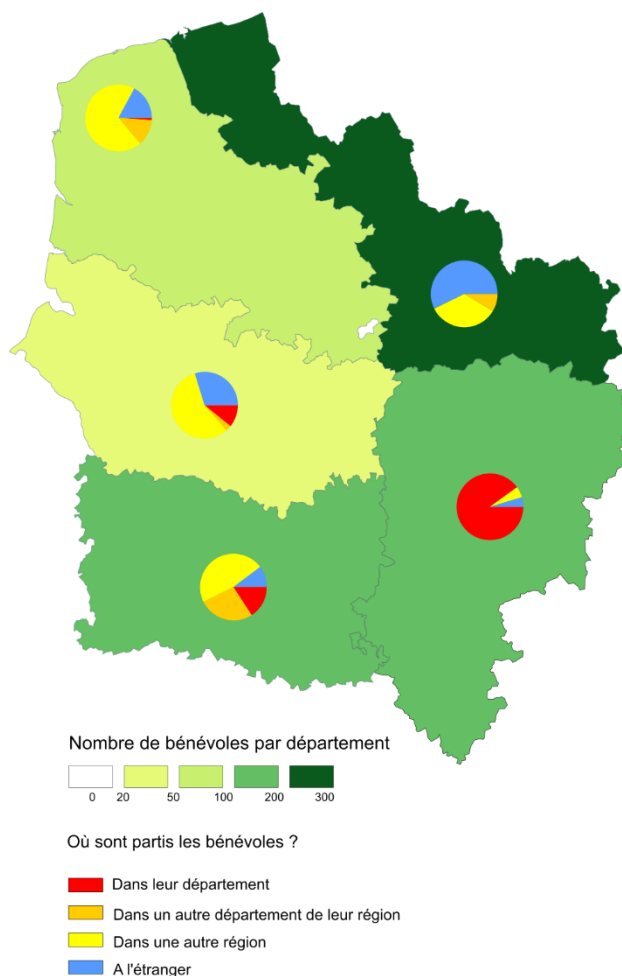 Nombre de bénévoles par département
0 20 50 100 200 300
Où sont partis les bénévoles ?
Dans leur département
Dans un autre département de leur région
Dans une autre région
A l'étranger